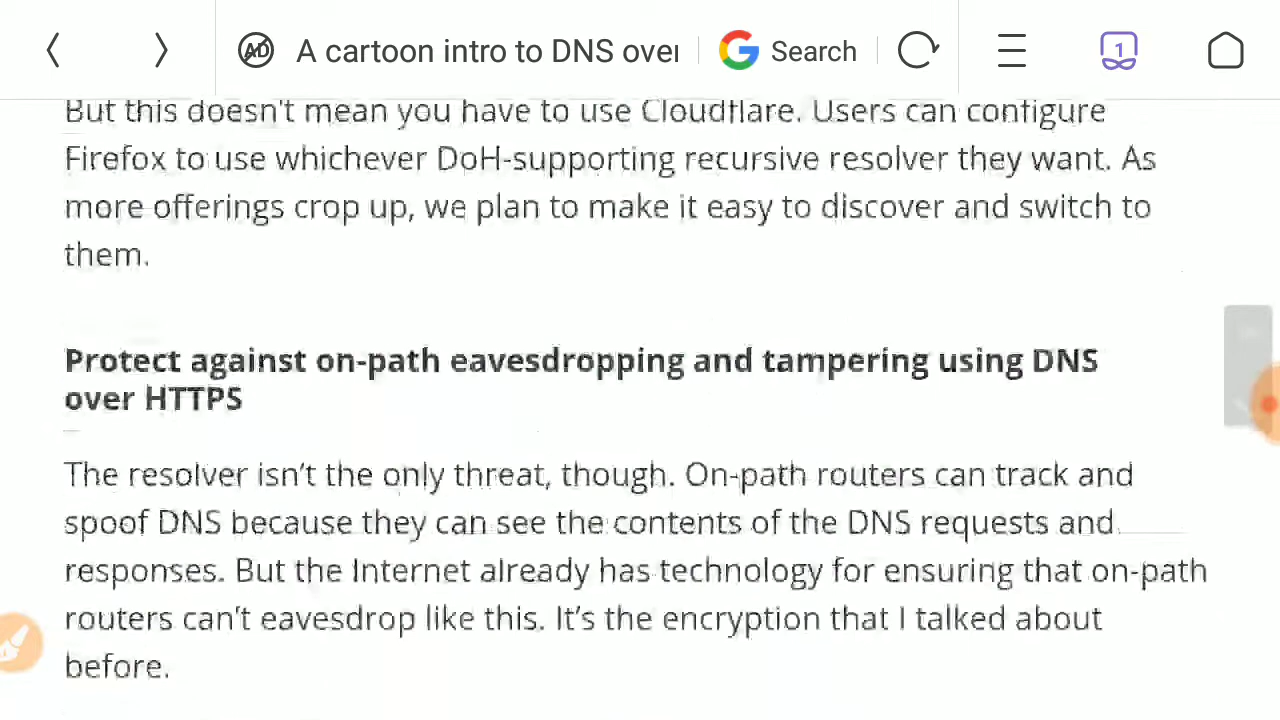 AD A cartoon intro to DNS over Search 1
But this doesn't mean you have to use Cloudflare. Users can configure
Firefox to use whichever DoH-supporting recursive resolver they want. As
more offerings crop up, we plan to make it easy to discover and switch to
them.
Protect against on-path eavesdropping and tampering using DNS
over HTTPS
The resolver isn’t the only threat, though. On-path routers can track and
spoof DNS because they can see the contents of the DNS requests and
responses. But the Internet already has technology for ensuring that on-path
routers can’t eavesdrop like this. It’s the encryption that I talked about
before.